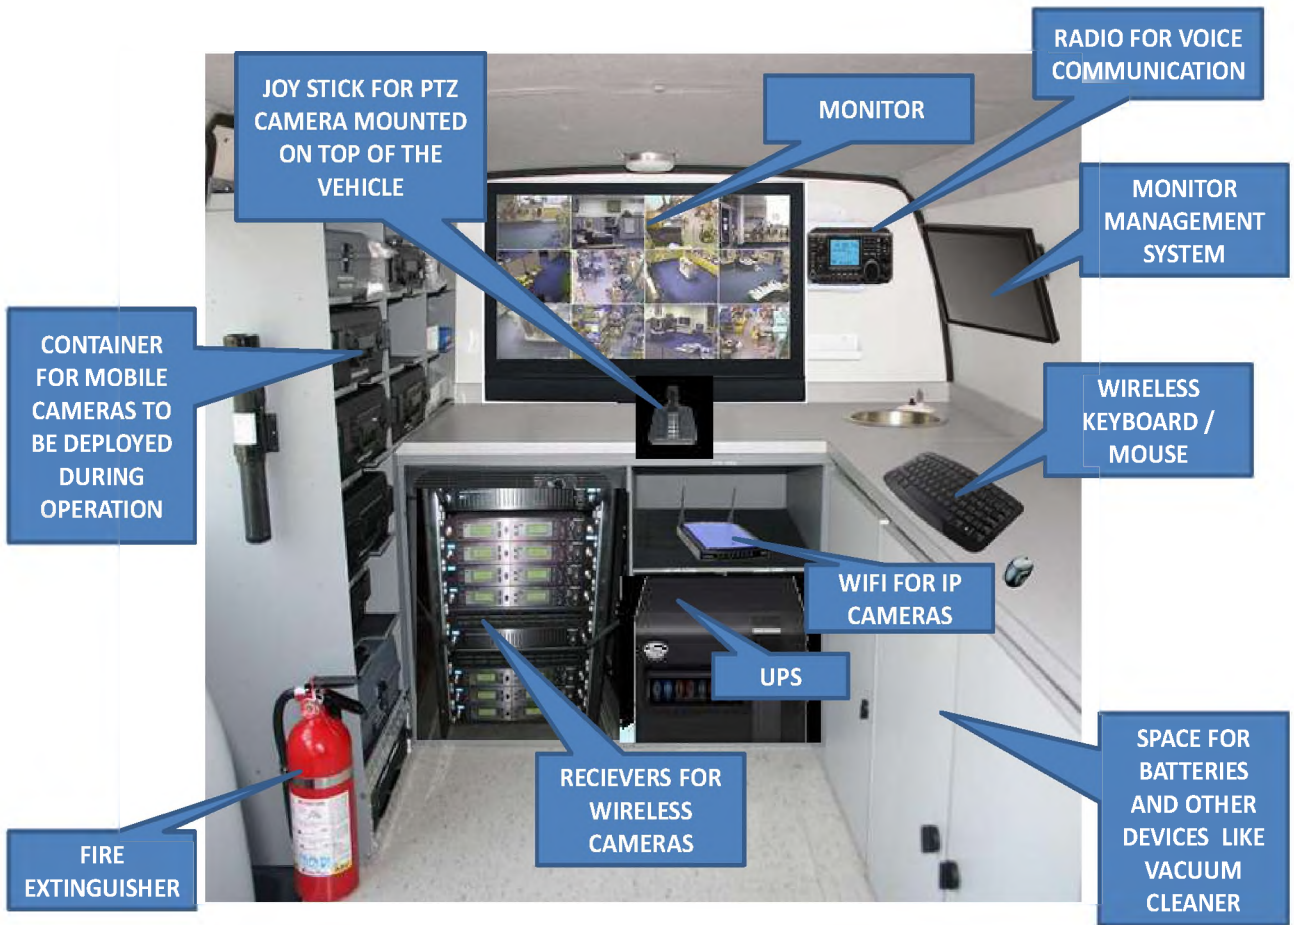 RADIO FOR VOICE
COMMUNICATION
JOY STICK FOR PTZ
CAMERA MOUNTED
ON TOP OF THE
VEHICLE
MONITOR
MONITOR
MANAGEMENT
SYSTEM
CONTAINER
FOR MOBILE
CAMERAS TO
BE DEPLOYED
DURING
OPERATION
WIRELESS
KEYBOARD /
MOUSE
WIFI FOR IP
CAMERAS
UPS
RECIEVERS FOR
WIRELESS
CAMERAS
SPACE FOR
BATTERIES
AND OTHER
DEVICES LIKE
VACUUM
CLEANER
FIRE
EXTINGUISHER